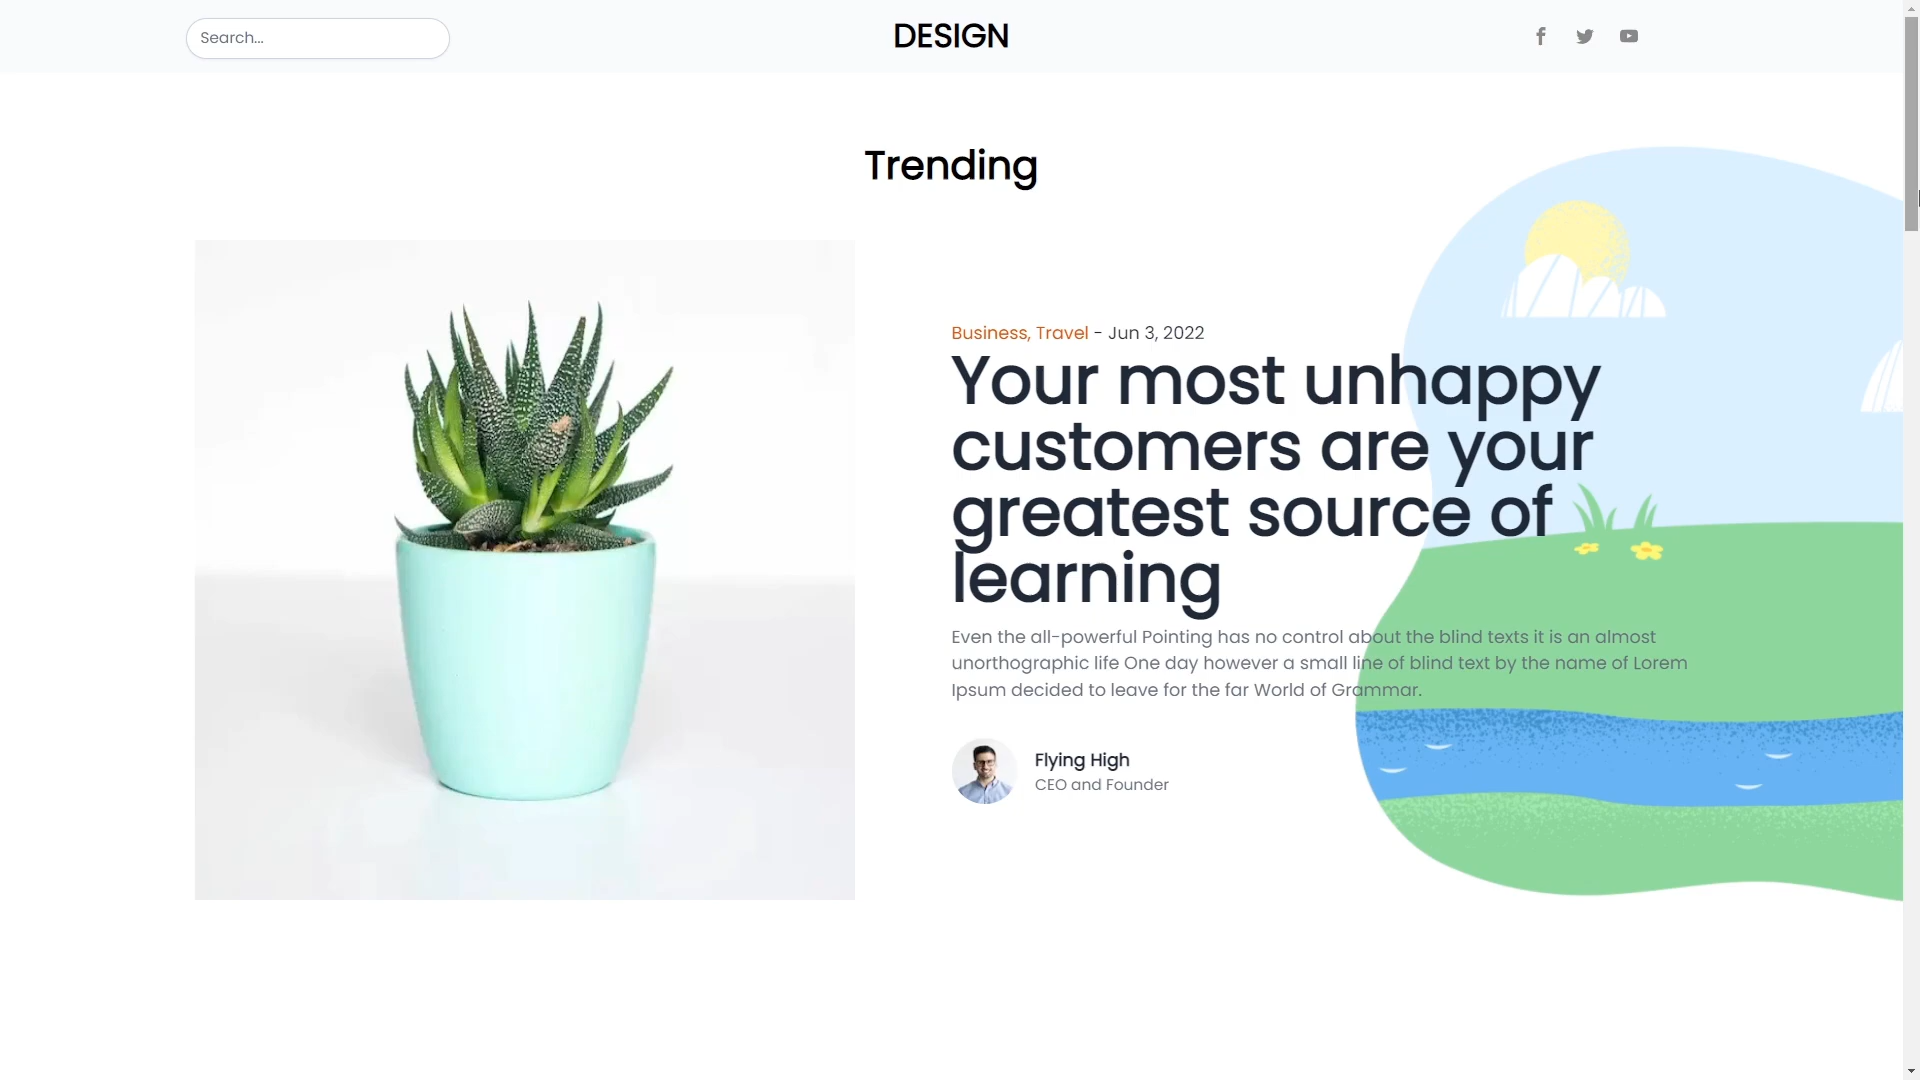 Search...
DESIGN
Trending
Business, Travel - Jun 3, 2022
Your most unhappy
customers are your
greatest source of
learning
Even the all-powerful Pointing has no control about the blind texts it is an almost
unorthographic life One day however a small line of blind text by the name of Lorem
Ipsum decided to leave for the far World of Grammar.
Flying High
CEO and Founder